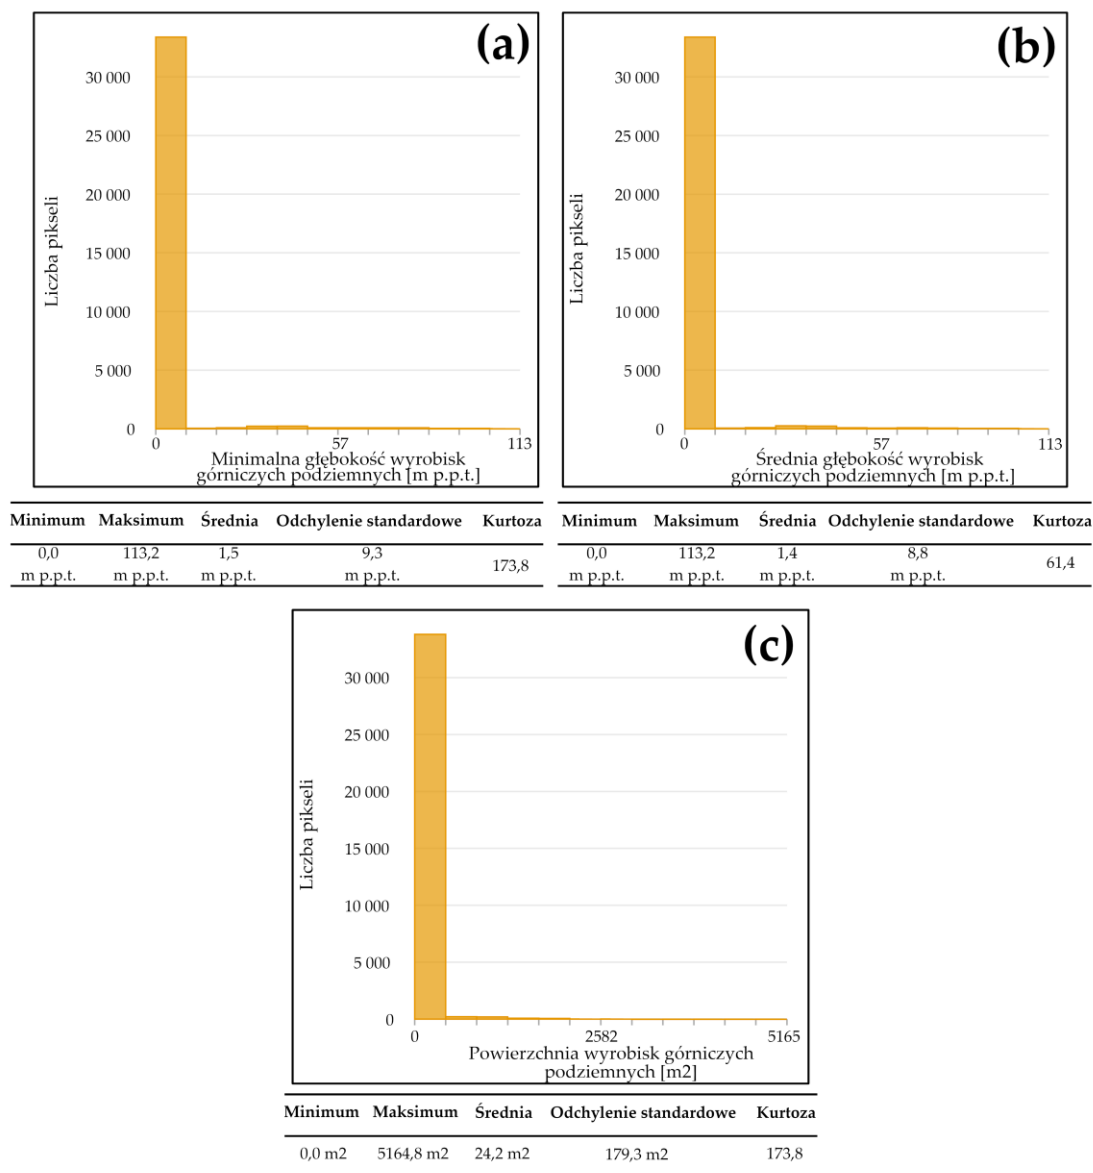 (a)
30 000
25 000
20 000
15 000
10 000
5 000
0
Liczba pikseli
0 57 113
Minimalna głębokość wyrobisk
górniczych podziemnych [m p.p.t.]
Minimum Maksimum Średnia Odchylenie standardowe Kurtoza
0,0 113,2 1,5 9,3 173,8
m p.p.t. m p.p.t. m p.p.t. m p.p.t.
(b)
30 000
25 000
20 000
15 000
10 000
5 000
0
Liczba pikseli
0 57 113
Średnia głębokość wyrobisk
górniczych podziemnych [m p.p.t.]
Minimum Maksimum Średnia Odchylenie standardowe Kurtoza
0,0 113,2 1,4 8,8 61,4
m p.p.t. m p.p.t. m p.p.t. m p.p.t.
(c)
30 000
25 000
20 000
15 000
10 000
5 000
0
Liczba pikseli
0 2582 5165
Powierzchnia wyrobisk górniczych
podziemnych [m2]
Minimum Maksimum Średnia Odchylenie standardowe Kurtoza
0,0 m2 5164,8 m2 24,2 m2 179,3 m2 173,8